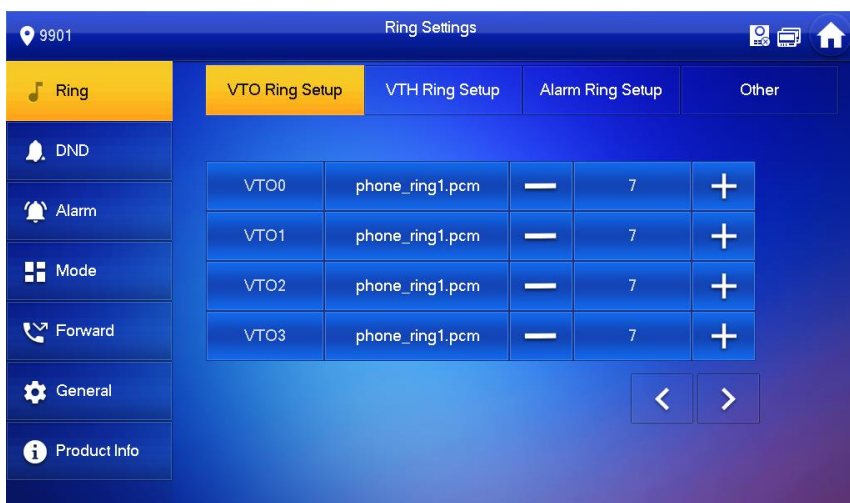 9901
Ring Settings
Ring
DND
Alarm
Mode
Forward
General
Product Info
VTO Ring Setup VTH Ring Setup Alarm Ring Setup Other
VTO0 phone_ring1.pcm 7 +
VTO1 phone_ring1.pcm 7 +
VTO2 phone_ring1.pcm 7 +
VTO3 phone_ring1.pcm 7 +